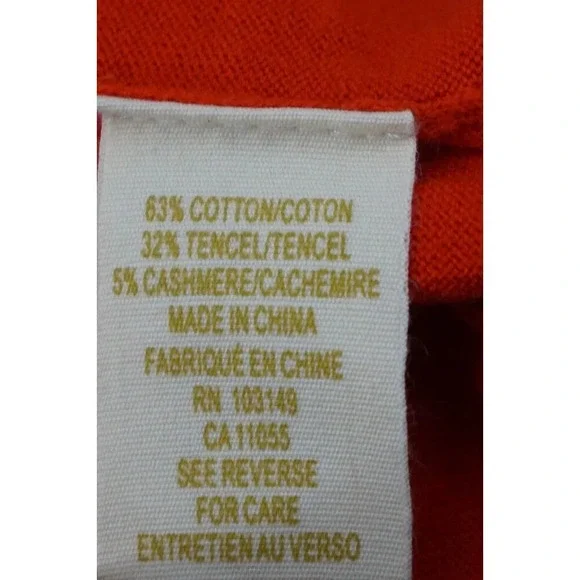 63% COTTON/COTON
32% TENCEL/TENCEL
5% CASHMERE/CACHEMIRE
MADE IN CHINA
FABRIQUÉ EN CHINE
RN 103149
CA 11055
SEE REVERSE
FOR CARE
ENTRETIEN AU VERSO